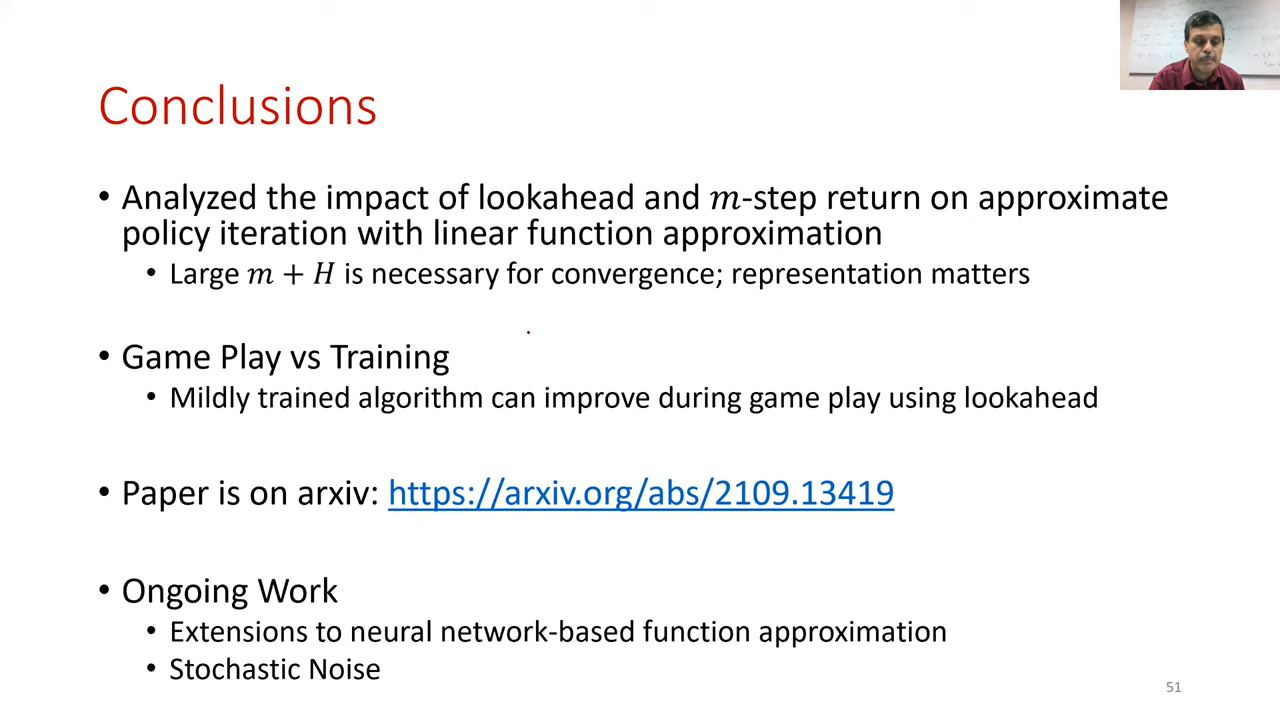 Conclusions
• Analyzed the impact of lookahead and m-step return on approximate
policy iteration with linear function approximation
• Large m + H is necessary for convergence; representation matters
• Game Play vs Training
• Mildly trained algorithm can improve during game play using lookahead
• Paper is on arxiv: https://arxiv.org/abs/2109.13419
• Ongoing Work
• Extensions to neural network-based function approximation
• Stochastic Noise
51